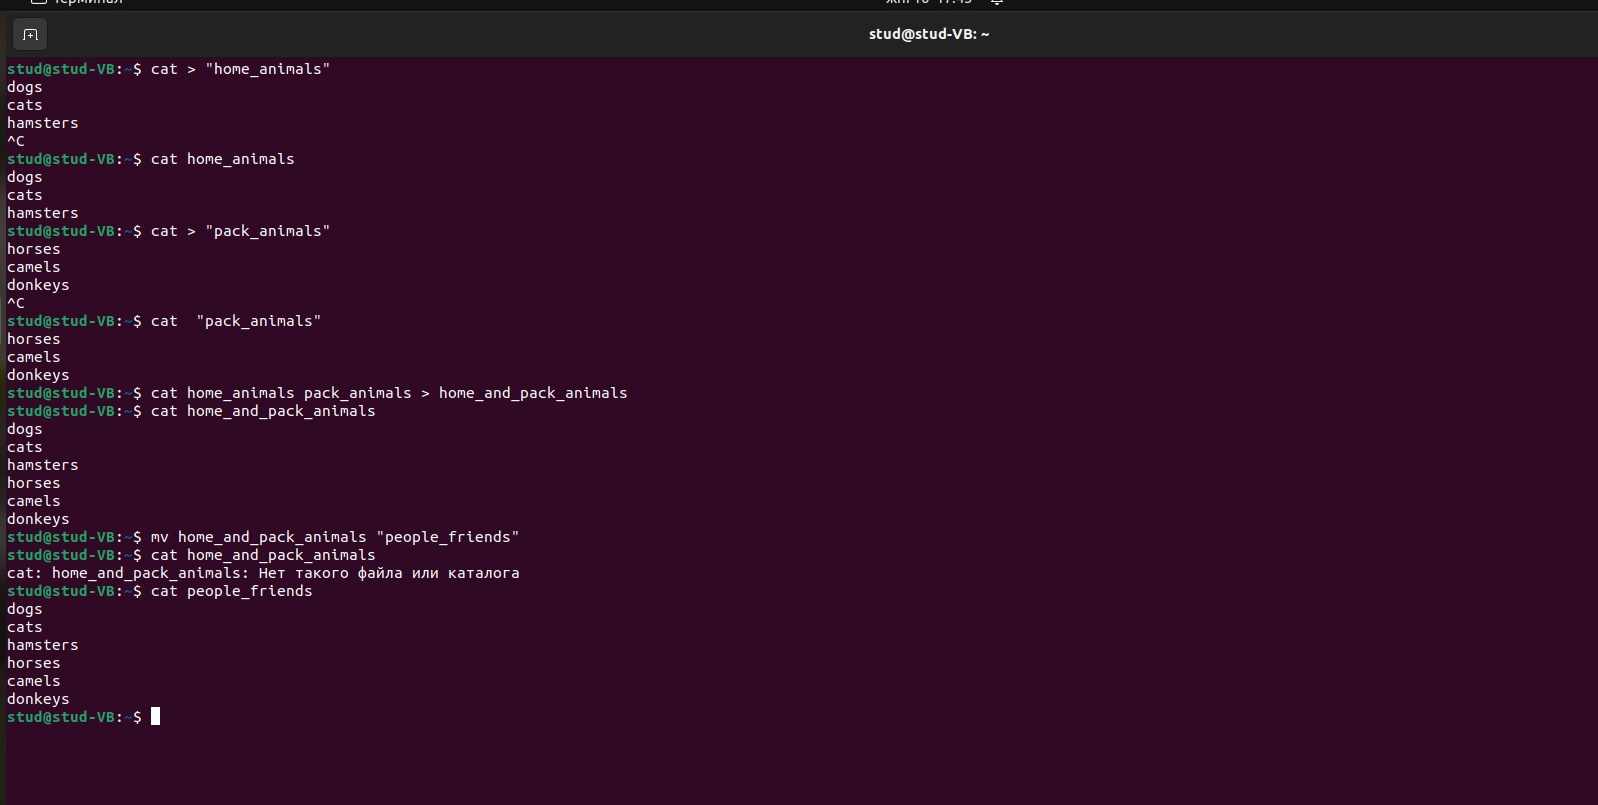 Терминал
stud@stud-VB: ~
stud@stud-VB:~$ cat > "home_animals"
dogs
cats
hamsters
^C
stud@stud-VB:~$ cat home_animals
dogs
cats
hamsters
stud@stud-VB:~$ cat > "pack_animals"
horses
camels
donkeys
^C
stud@stud-VB:~$ cat  "pack_animals"
horses
camels
donkeys
stud@stud-VB:~$ cat home_animals pack_animals > home_and_pack_animals
stud@stud-VB:~$ cat home_and_pack_animals
dogs
cats
hamsters
horses
camels
donkeys
stud@stud-VB:~$ mv home_and_pack_animals "people_friends"
stud@stud-VB:~$ cat home_and_pack_animals
cat: home_and_pack_animals: Нет такого файла или каталога
stud@stud-VB:~$ cat people_friends
dogs
cats
hamsters
horses
camels
donkeys
stud@stud-VB:~$